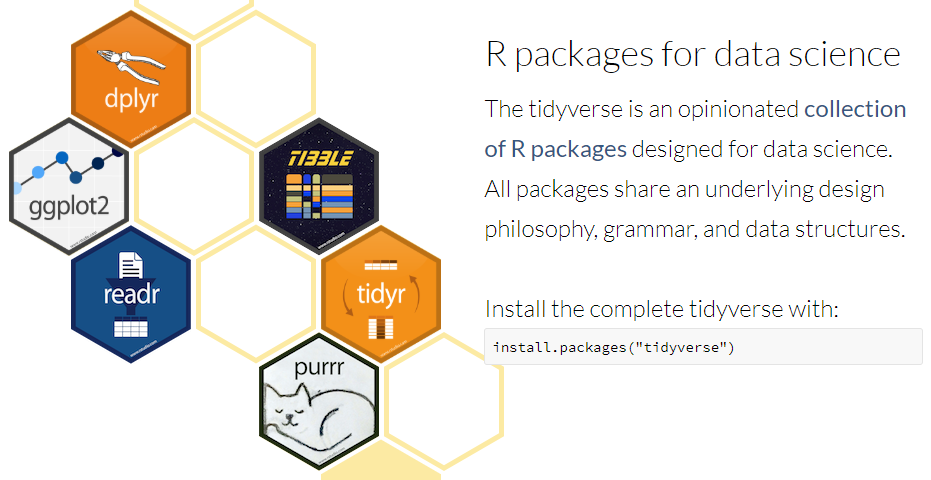 dplyr
ggplot2
TIBBLE
readr
tidyr
purrr
R packages for data science
The tidyverse is an opinionated collection
of R packages designed for data science.
All packages share an underlying design
philosophy, grammar, and data structures.
Install the complete tidyverse with:
install.packages("tidyverse")